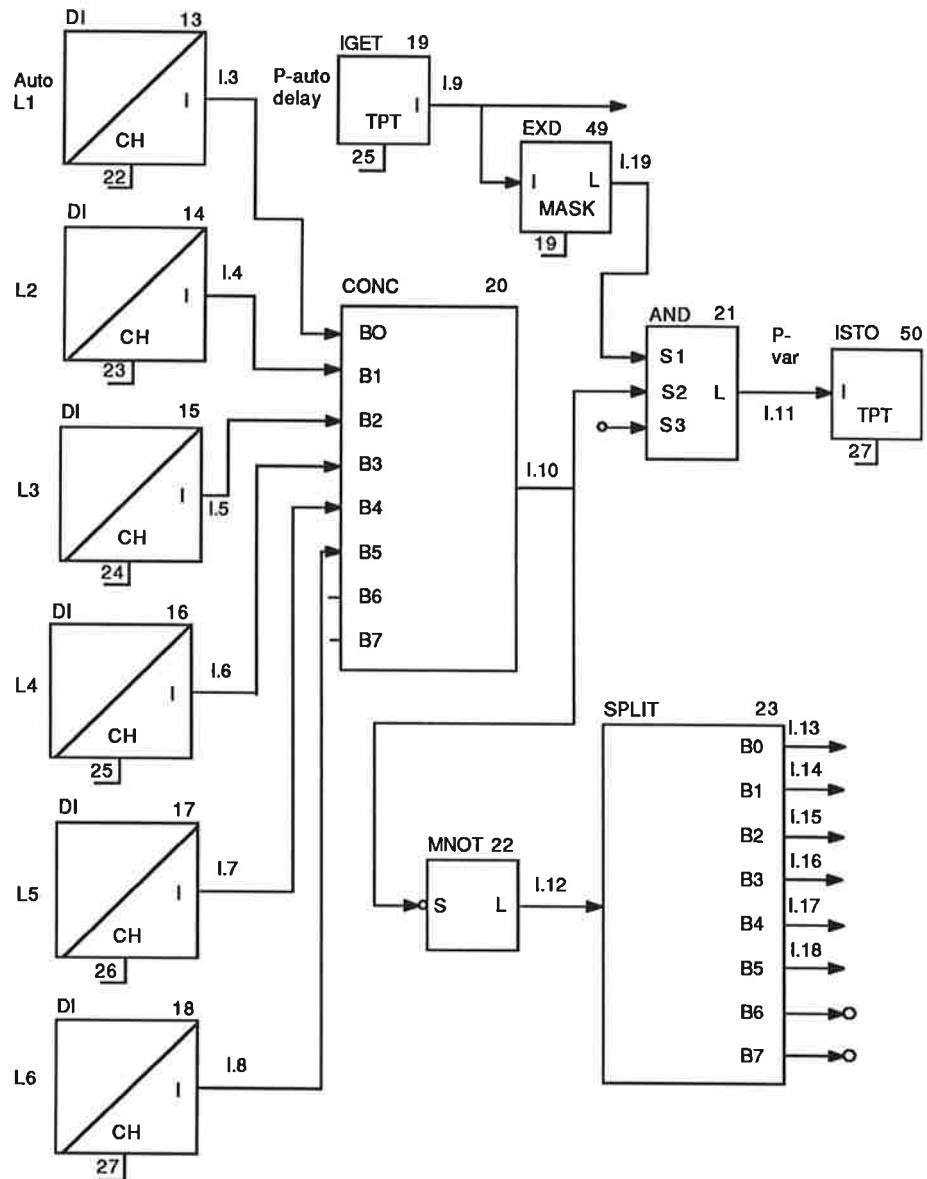 DI 13
Auto
L1
I
CH
22
I.3
P-auto
delay
IGET 19
I
TPT
25
I.9
EXD 49
I L
MASK
19
I.19
DI 14
L2
I
CH
23
I.4
CONC 20
BO
B1
B2
B3
B4
B5
B6
B7
I.10
AND 21
S1
S2 L
S3
P-
var
I.11
ISTO 50
I
TPT
27
DI 15
L3
I
CH
24
I.5
DI 16
L4
I
CH
25
I.6
DI 17
L5
I
CH
26
I.7
DI 18
L6
I
CH
27
I.8
MNOT 22
S L
I.12
SPLIT 23
B0 I.13
B1 I.14
B2 I.15
B3 I.16
B4 I.17
B5 I.18
B6
B7